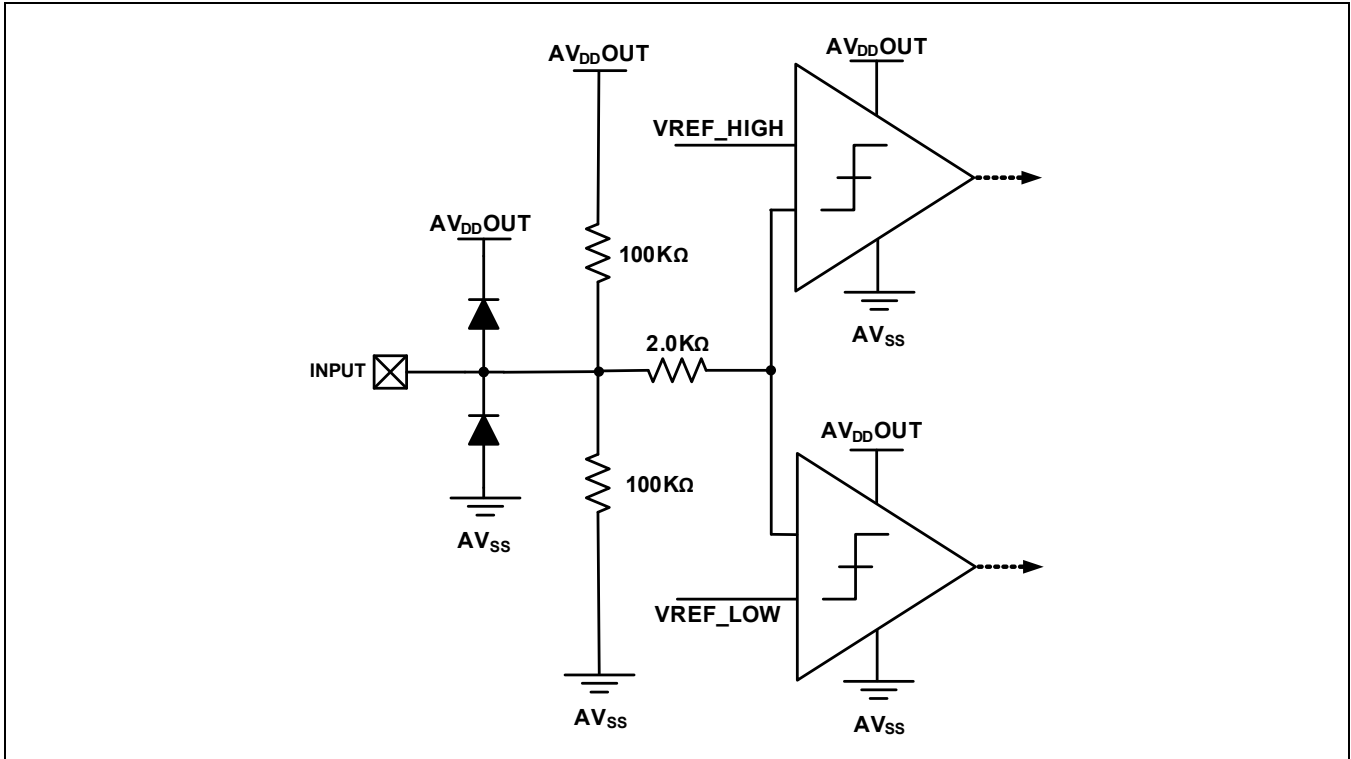 AVDDOUT
AVDDOUT
VREF_HIGH
AVDDOUT
100KΩ
2.0KΩ
AVSS
INPUT
AVDDOUT
100KΩ
AVSS
VREF_LOW
AVSS
AVSS